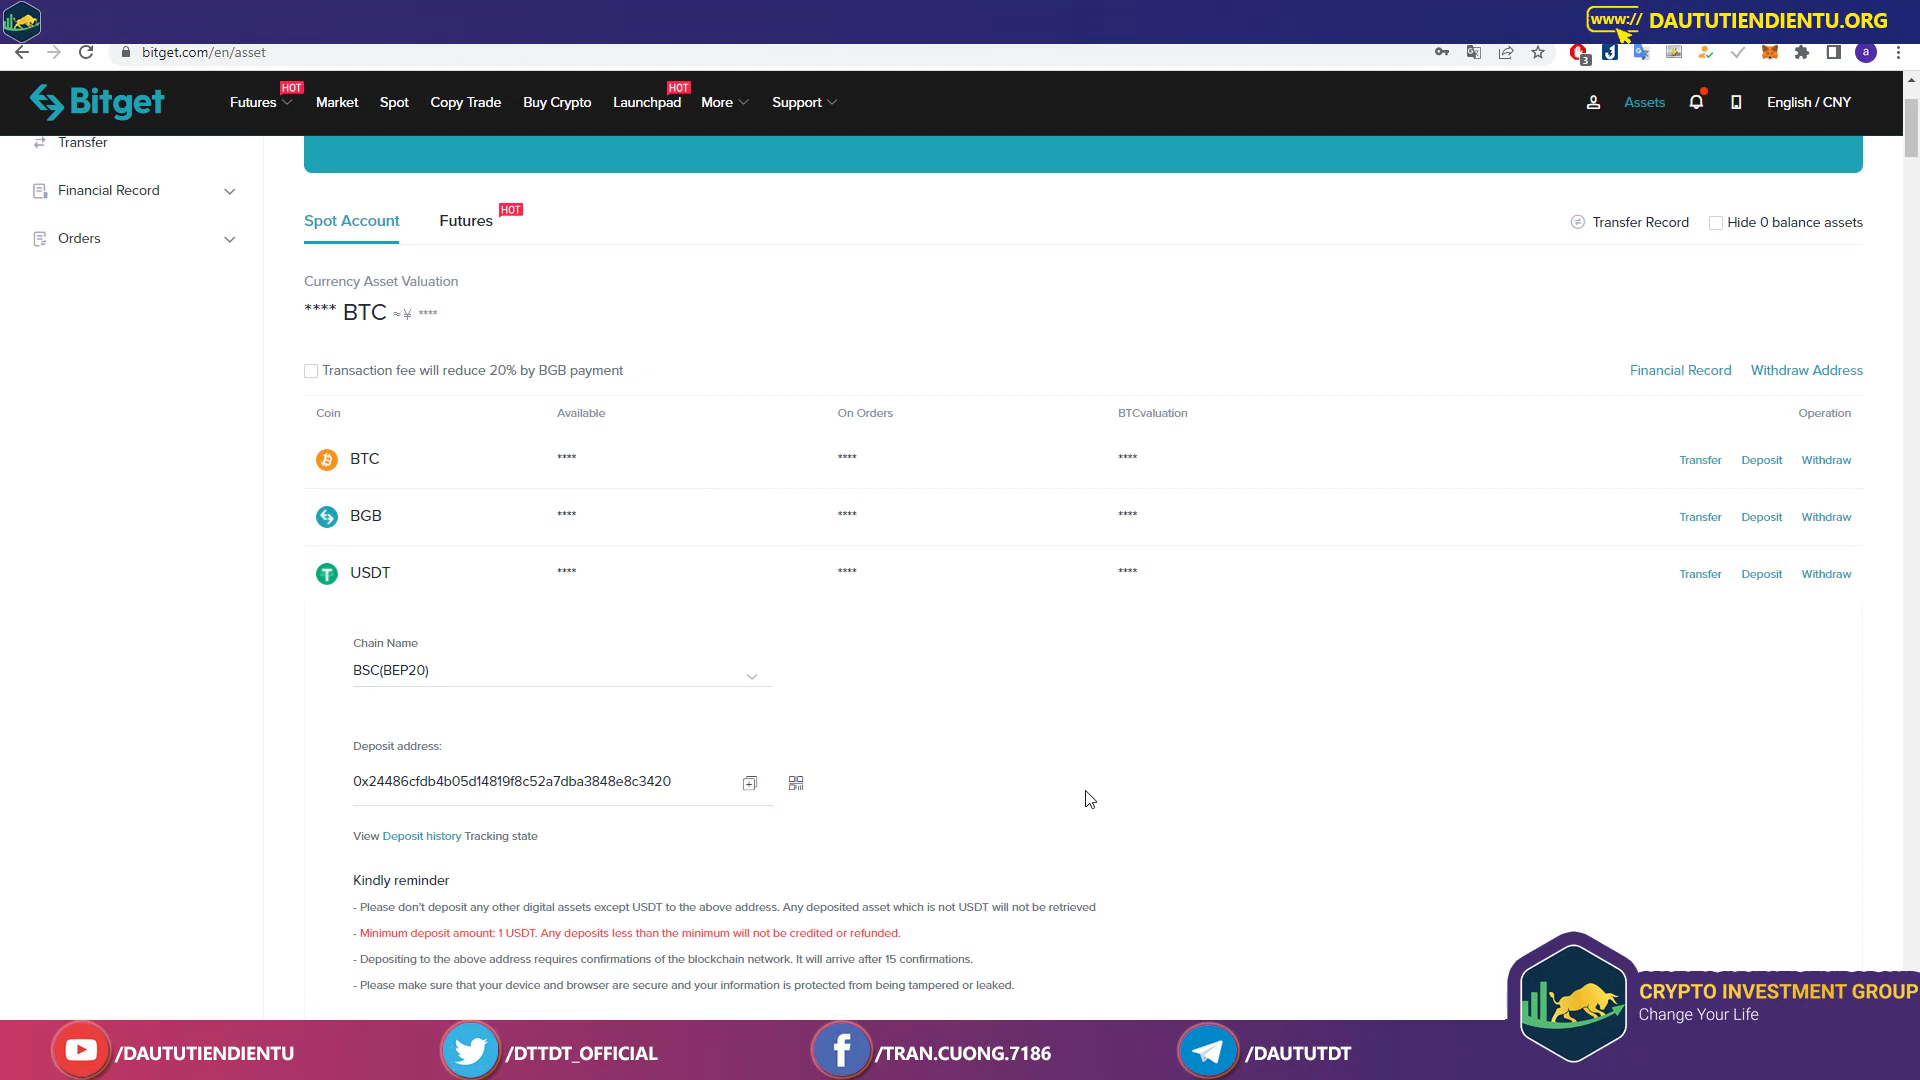 www:// DAUTUTIENDIENTU.ORG
bitget.com/en/asset
3
a
Bitget
Futures HOT
Market
Spot
Copy Trade
Buy Crypto
Launchpad HOT
More
Support
Assets
English / CNY
Transfer
Financial Record
Orders
Spot Account
Futures HOT
Transfer Record
Hide 0 balance assets
Currency Asset Valuation
**** BTC ≈¥ ****
Transaction fee will reduce 20% by BGB payment
Financial Record Withdraw Address
Coin Available On Orders BTCvaluation Operation
BTC **** **** **** Transfer Deposit Withdraw
BGB **** **** **** Transfer Deposit Withdraw
USDT **** **** **** Transfer Deposit Withdraw
Chain Name
BSC(BEP20)
Deposit address:
0x24486cfdb4b05d14819f8c52a7dba3848e8c3420
View Deposit history Tracking state
Kindly reminder
- Please don't deposit any other digital assets except USDT to the above address. Any deposited asset which is not USDT will not be retrieved
- Minimum deposit amount: 1 USDT. Any deposits less than the minimum will not be credited or refunded.
- Depositing to the above address requires confirmations of the blockchain network. It will arrive after 15 confirmations.
- Please make sure that your device and browser are secure and your information is protected from being tampered or leaked.
CRYPTO INVESTMENT GROUP
Change Your Life
/DAUTUTIENDIENTU
/DTTDT_OFFICIAL
/TRAN.CUONG.7186
/DAUTUTDT